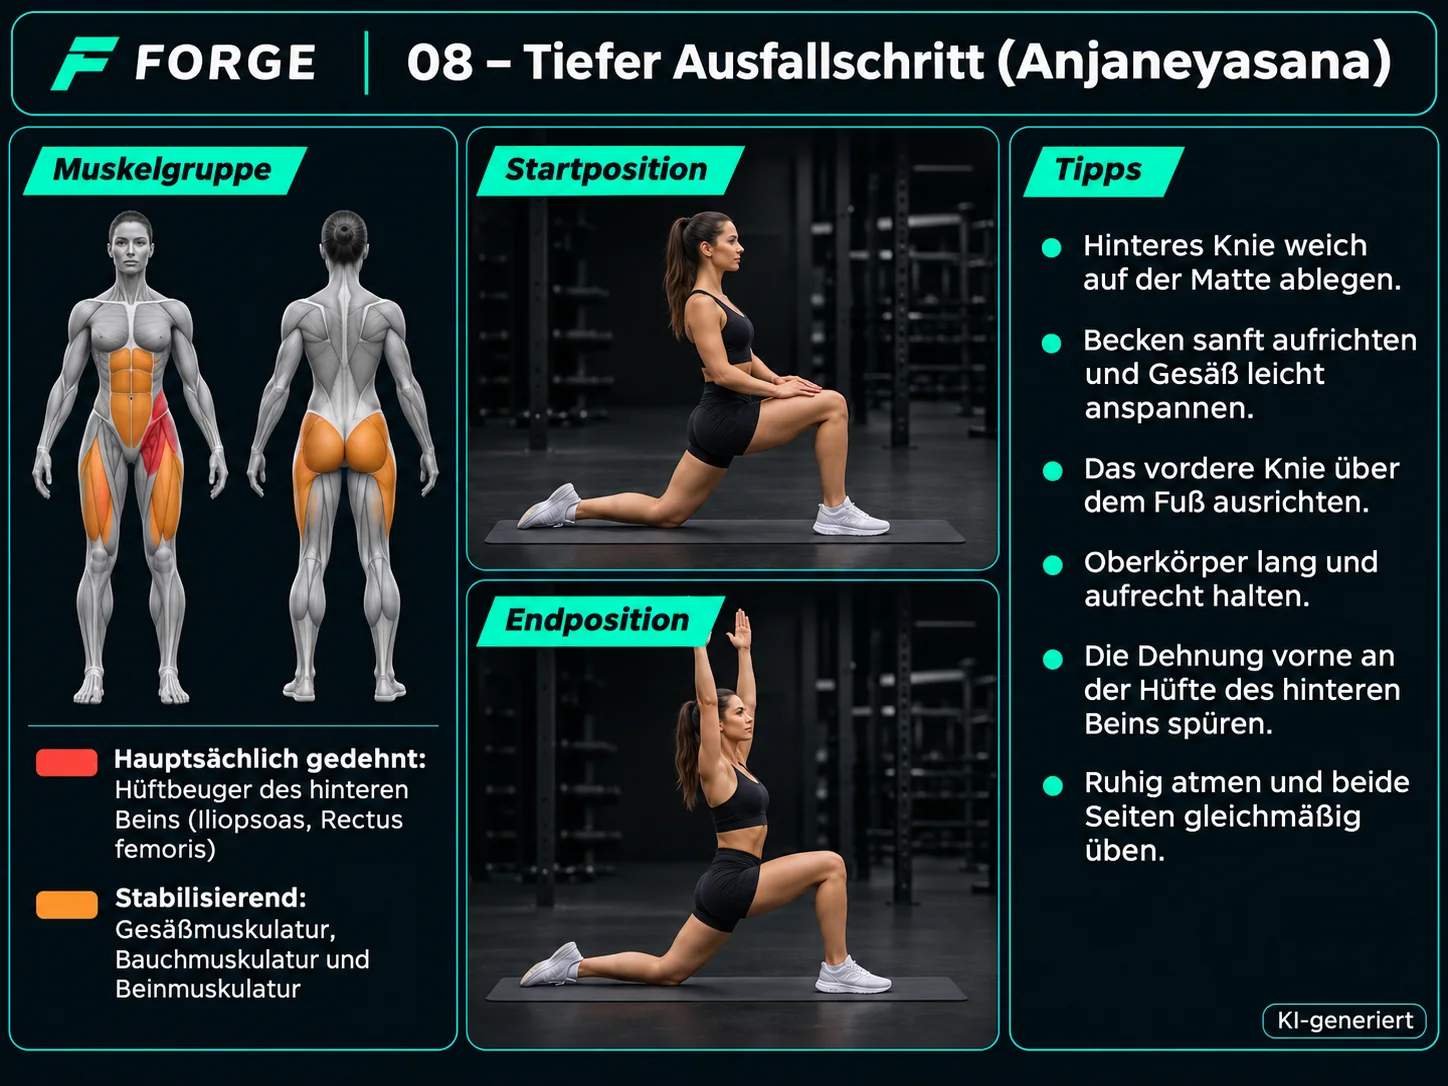 FORGE
08 – Tiefer Ausfallschritt (Anjaneyasana)
Muskelgruppe
Hauptsächlich gedehnt:
Hüftbeuger des hinteren
Beins (Iliopsoas, Rectus
femoris)
Stabilisierend:
Gesäßmuskulatur,
Bauchmuskulatur und
Beinmuskulatur
Startposition
Endposition
Tipps
Hinteres Knie weich
auf der Matte ablegen.
Becken sanft aufrichten
und Gesäß leicht
anspannen.
Das vordere Knie über
dem Fuß ausrichten.
Oberkörper lang und
aufrecht halten.
Die Dehnung vorne an
der Hüfte des hinteren
Beins spüren.
Ruhig atmen und beide
Seiten gleichmäßig
üben.
KI-generiert